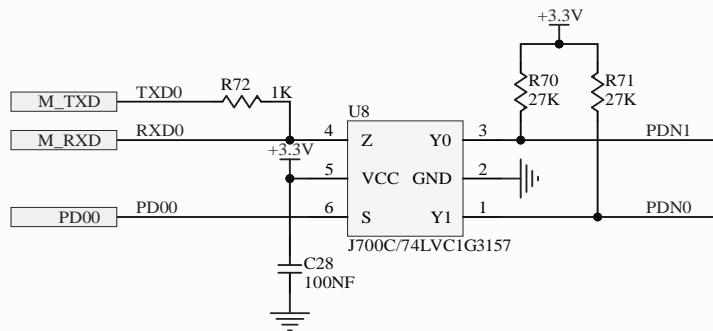 +3.3V
R72
R70
R71
M_TXD
TXD0
1K
27K
27K
U8
M_RXD
RXD0
4
Z
Y0
3
PDN1
+3.3V
5
VCC
GND
2
PD00
PD00
6
S
Y1
1
PDN0
J700C/74LVC1G3157
C28
100NF